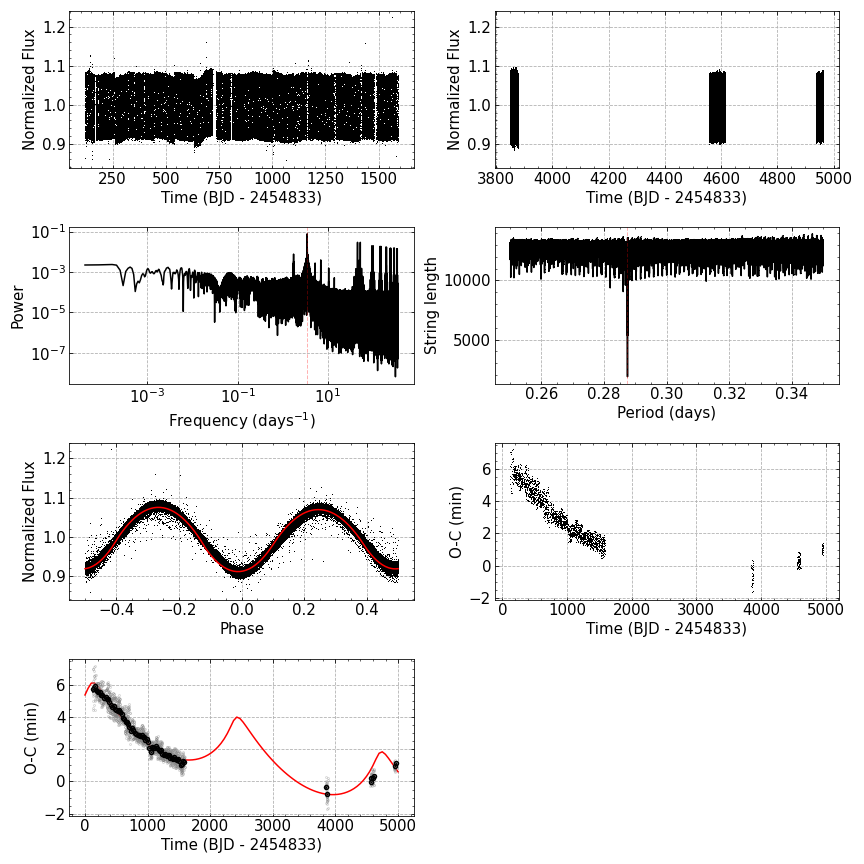 1.2
1.1
1.0
0.9
Normalized Flux
250 500 750 1000 1250 1500
Time (BJD - 2454833)
1.2
1.1
1.0
0.9
Normalized Flux
3800 4000 4200 4400 4600 4800 5000
Time (BJD - 2454833)
10⁻¹
10⁻³
10⁻⁵
10⁻⁷
Power
10⁻³ 10⁻¹ 10¹
Frequency (days⁻¹)
10000
5000
String length
0.26 0.28 0.30 0.32 0.34
Period (days)
1.2
1.1
1.0
0.9
Normalized Flux
−0.4 −0.2 0.0 0.2 0.4
Phase
6
4
2
0
−2
O-C (min)
0 1000 2000 3000 4000 5000
Time (BJD - 2454833)
6
4
2
0
−2
O-C (min)
0 1000 2000 3000 4000 5000
Time (BJD - 2454833)